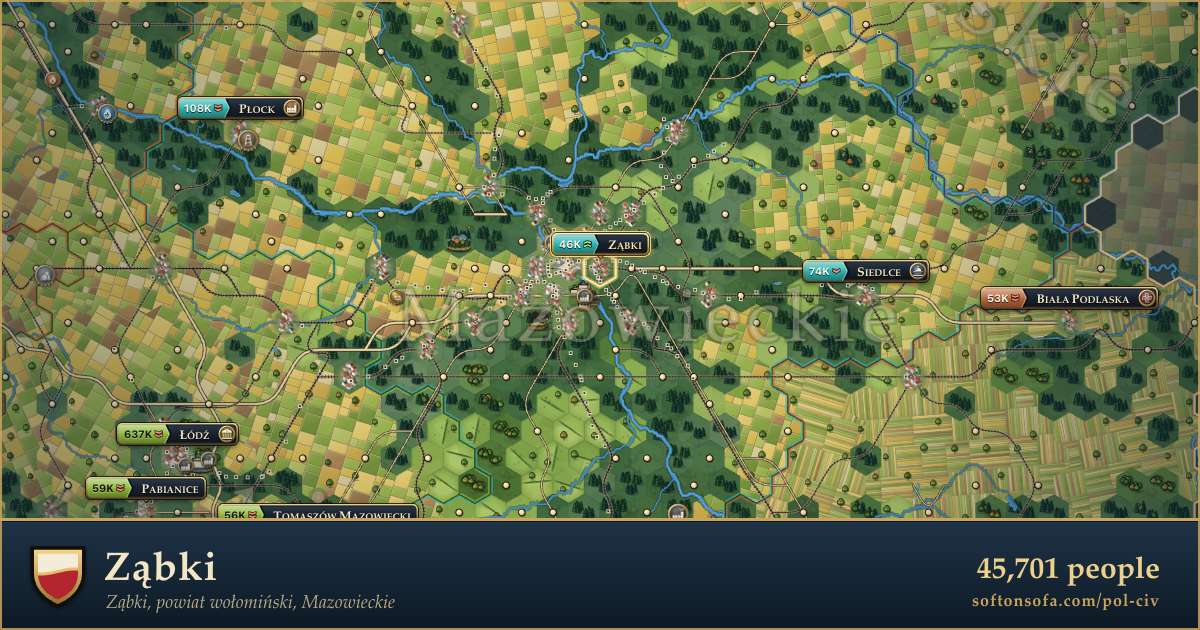 108K PŁOCK
46K ZĄBKI
74K SIEDLCE
53K BIAŁA PODLASKA
Mazowieckie
637K ŁÓDŹ
59K PABIANICE
56K TOMASZÓW MAZOWIECKI
Ząbki
Ząbki, powiat wołomiński, Mazowieckie
45,701 people
softonsofa.com/pol-civ